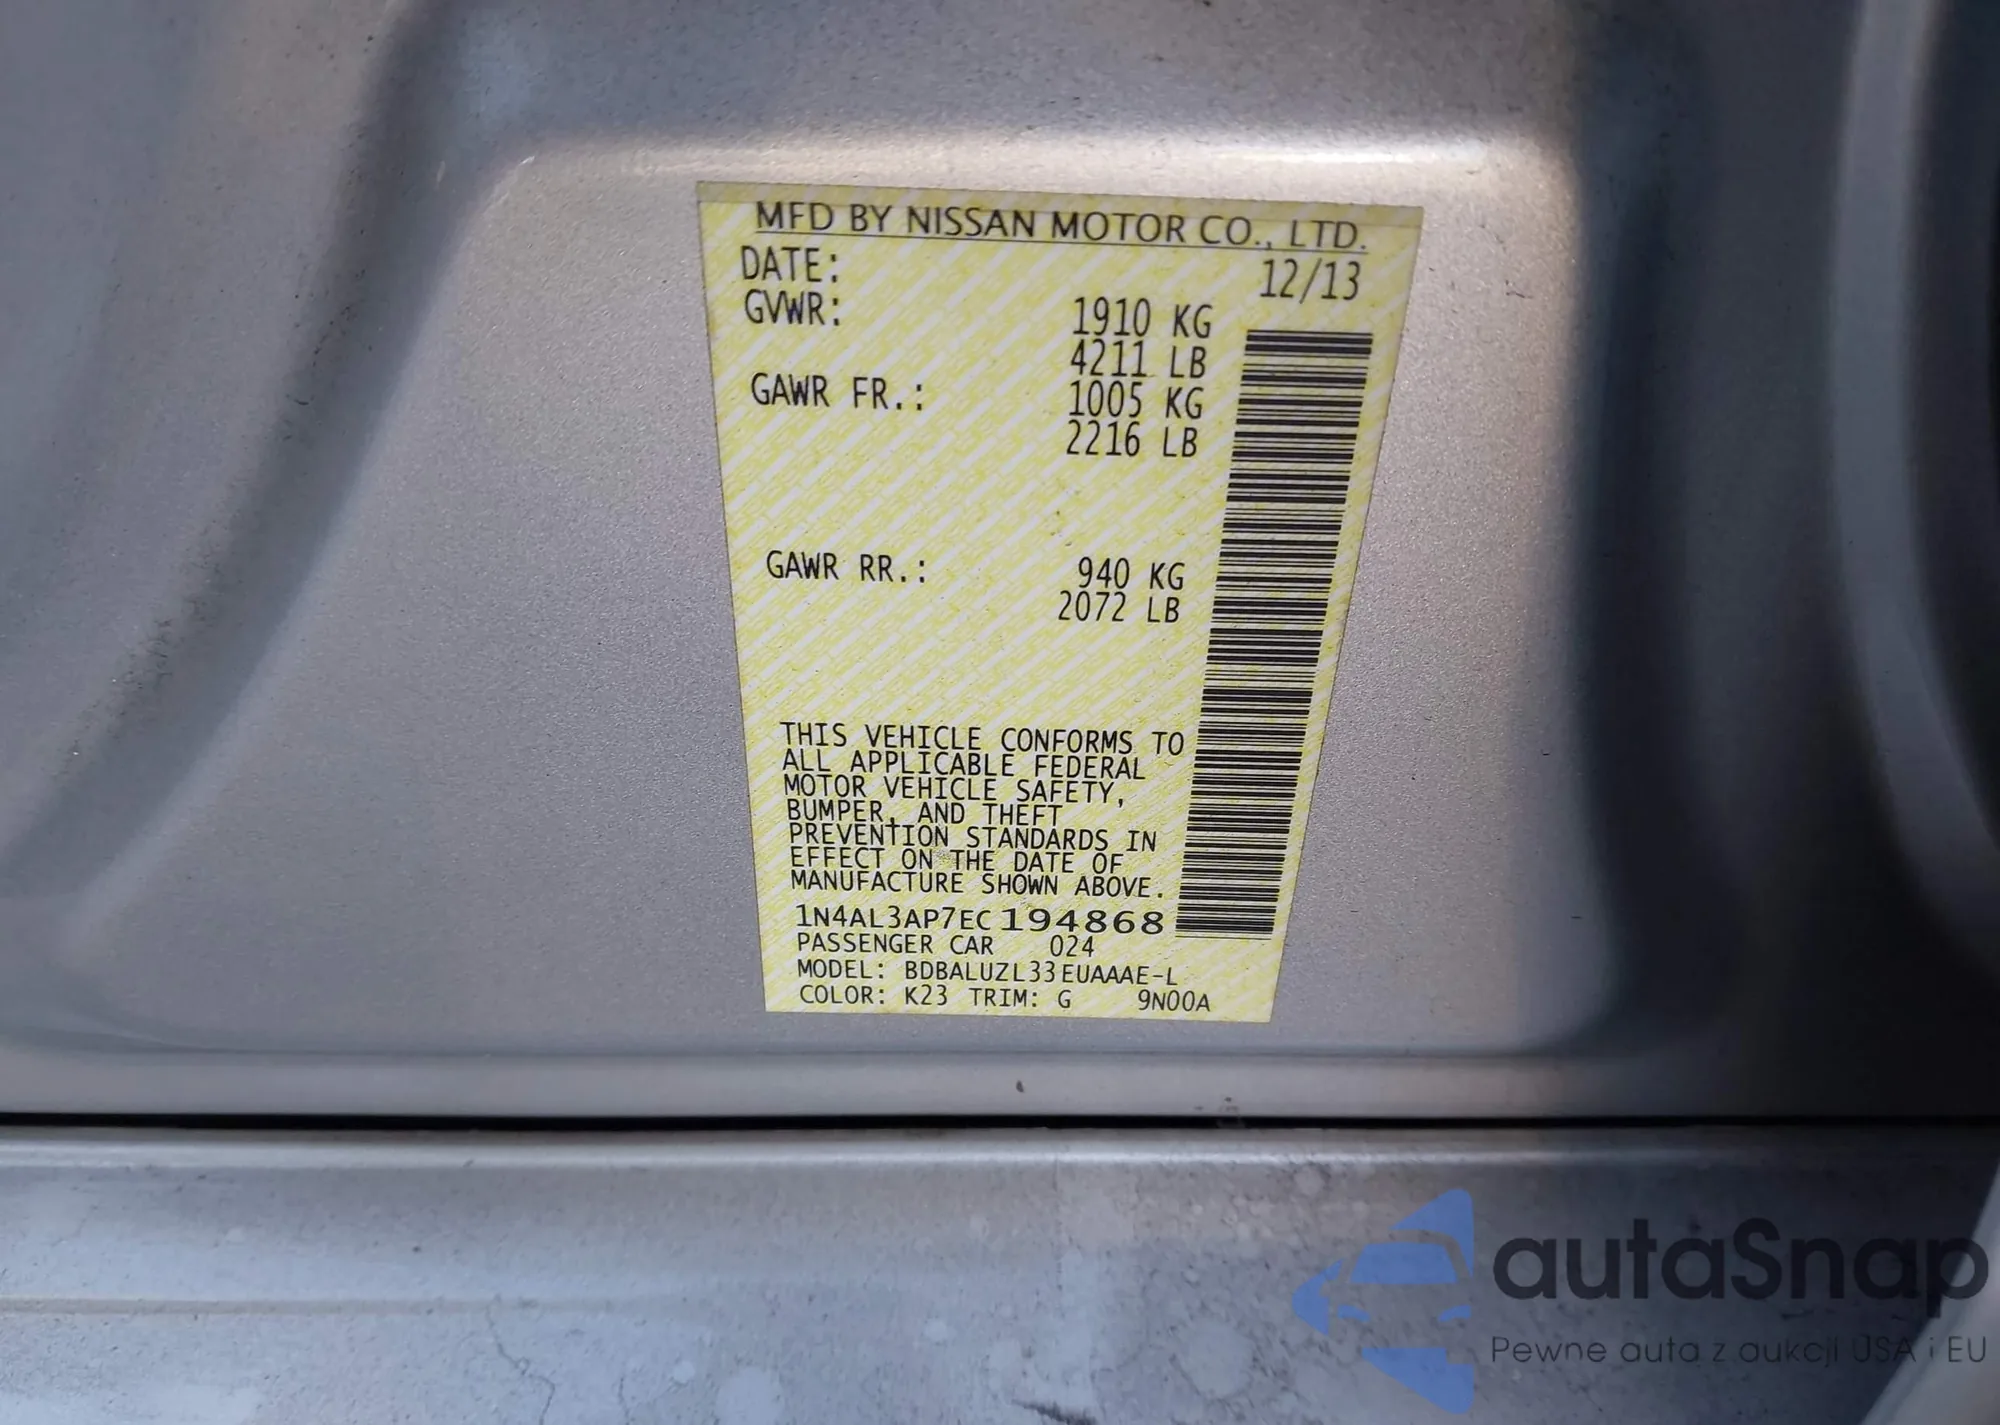 MFD BY NISSAN MOTOR CO., LTD.
DATE: 12/13
GVWR: 1910 KG
4211 LB
GAWR FR.: 1005 KG
2216 LB
GAWR RR.: 940 KG
2072 LB
THIS VEHICLE CONFORMS TO
ALL APPLICABLE FEDERAL
MOTOR VEHICLE SAFETY,
BUMPER, AND THEFT
PREVENTION STANDARDS IN
EFFECT ON THE DATE OF
MANUFACTURE SHOWN ABOVE.
1N4AL3AP7EC194868
PASSENGER CAR 024
MODEL: BDBALUZL33EUAAAE-L
COLOR: K23 TRIM: G 9N00A
autaSnap
Pewne auta z aukcji USA i EU